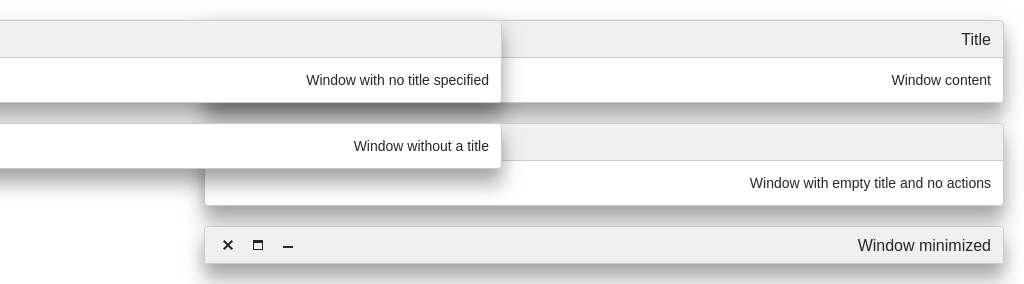 Title
Window with no title specified
Window content
Window without a title
Window with empty title and no actions
Window minimized